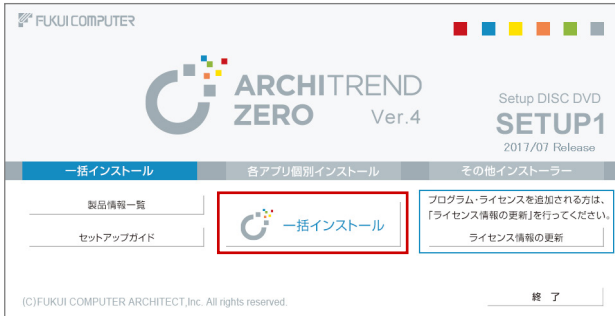 FUKUI COMPUTER
ARCHITREND
ZERO Ver.4
Setup DISC DVD
SETUP1
2017/07 Release
一括インストール 各アプリ個別インストール その他インストーラー
製品情報一覧
セットアップガイド
一括インストール
プログラム・ライセンスを追加される方は、
「ライセンス情報の更新」を行ってください。
ライセンス情報の更新
(C)FUKUI COMPUTER ARCHITECT,Inc. All rights reserved.
終 了